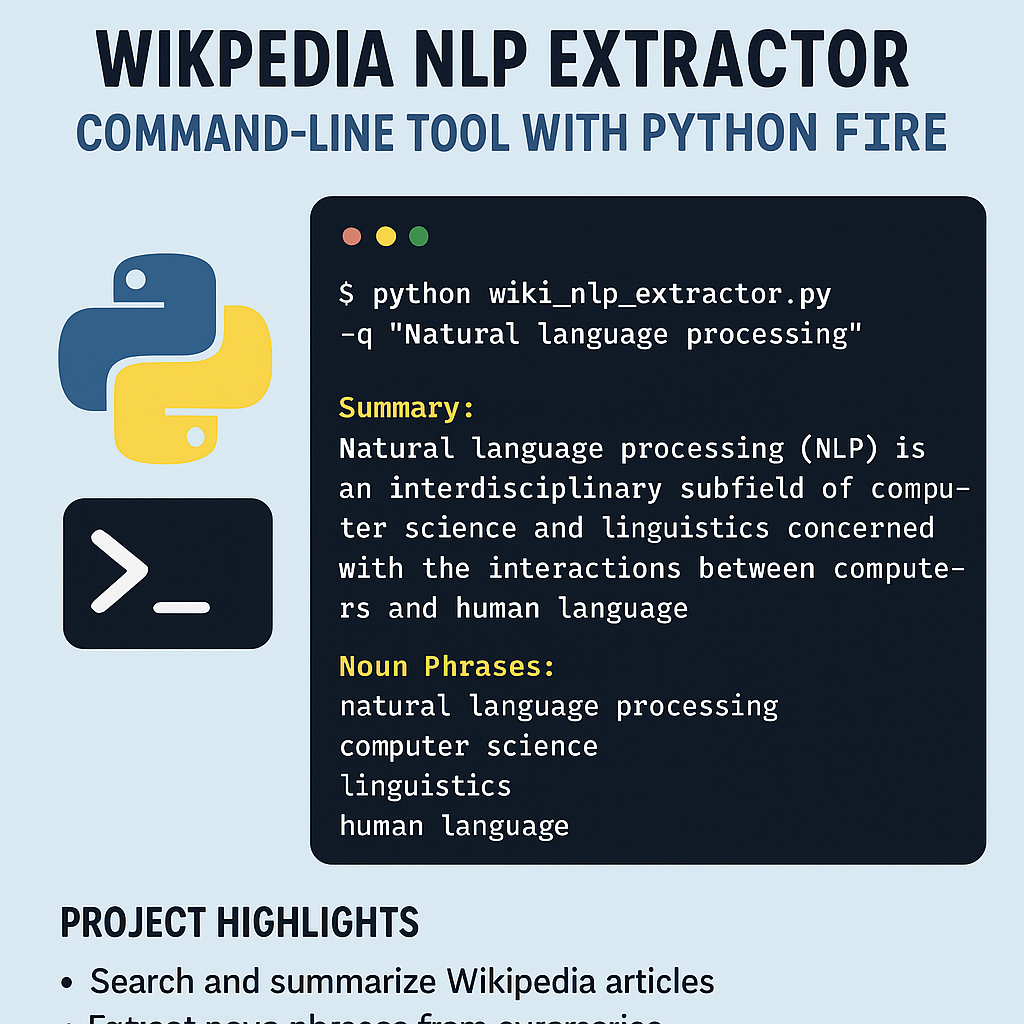 WIKPEDIA NLP EXTRACTOR
COMMAND-LINE TOOL WITH PYTHON FIRE
$ python wiki_nlp_extractor.py
-q "Natural language processing"
Summary:
Natural language processing (NLP) is
an interdisciplinary subfield of compu-
ter science and linguistics concerned
with the interactions between compute-
rs and human language
Noun Phrases:
natural language processing
computer science
linguistics
human language
>_
PROJECT HIGHLIGHTS
• Search and summarize Wikipedia articles